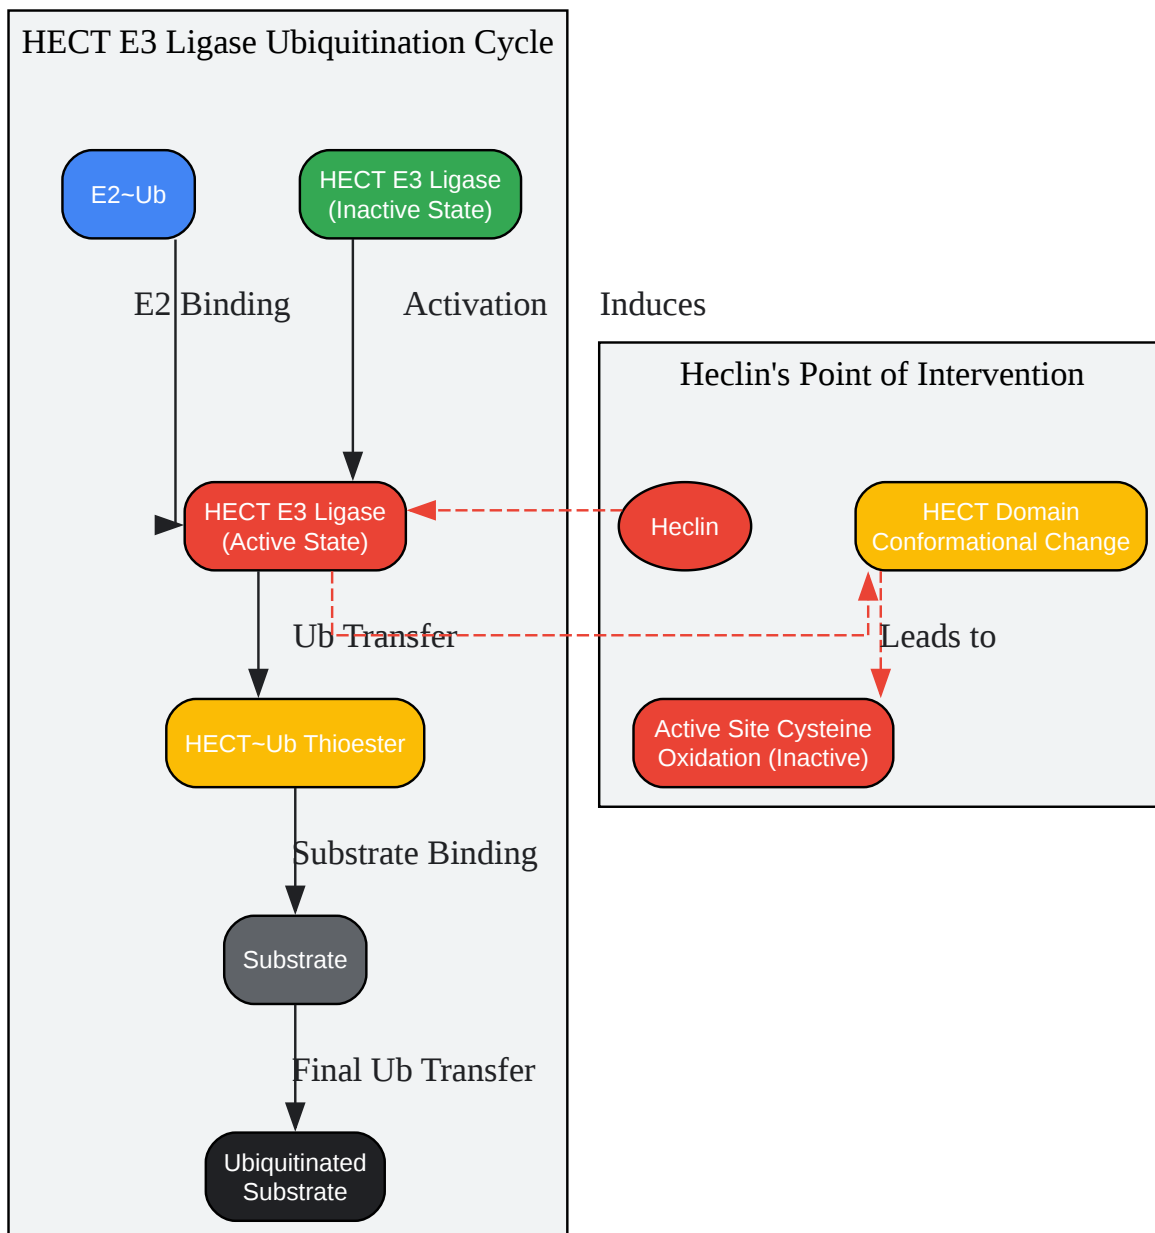 HECT E3 Ligase Ubiquitination Cycle
E2~Ub
HECT E3 Ligase
(Inactive State)
E2 Binding
Activation
Induces
Heclin's Point of Intervention
HECT E3 Ligase
(Active State)
Heclin
HECT Domain
Conformational Change
Ub Transfer
Leads to
HECT~Ub Thioester
Active Site Cysteine
Oxidation (Inactive)
Substrate Binding
Substrate
Final Ub Transfer
Ubiquitinated
Substrate